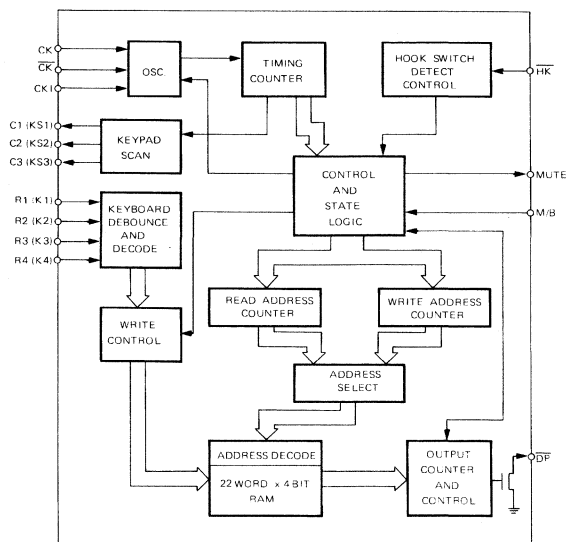 CK
CK
CKI
OSC.
TIMING
COUNTER
HOOK SWITCH
DETECT
CONTROL
HK
C1 (KS1)
C2 (KS2)
C3 (KS3)
KEYPAD
SCAN
CONTROL
AND
STATE
LOGIC
MUTE
M/B
R1 (K1)
R2 (K2)
R3 (K3)
R4 (K4)
KEYBOARD
DEBOUNCE
AND
DECODE
WRITE
CONTROL
READ ADDRESS
COUNTER
WRITE ADDRESS
COUNTER
ADDRESS
SELECT
ADDRESS DECODE
22 WORD x 4 BIT
RAM
OUTPUT
COUNTER
AND
CONTROL
DP